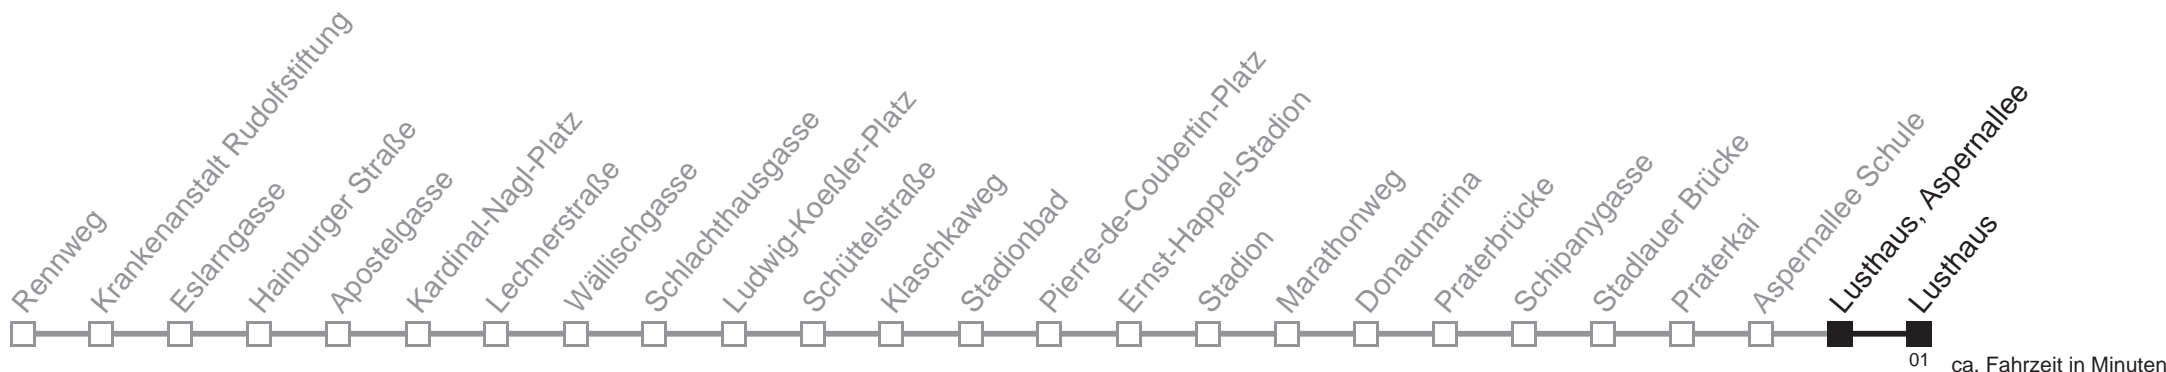 Rennweg
Krankenanstalt Rudolfstiftung
Eslarngasse
Hainburger Straße
Apostelgasse
Kardinal-Nagl-Platz
Lechnerstraße
Wällischgasse
Schlachthausgasse
Ludwig-Koeßler-Platz
Schüttelstraße
Klaschkaweg
Stadionbad
Pierre-de-Coubertin-Platz
Ernst-Happel-Stadion
Stadion
Marathonweg
Donaumarina
Praterbrücke
Schipanygasse
Stadlauer Brücke
Praterkai
Aspernallee Schule
Lusthaus, Aspernallee
Lusthaus
01 ca. Fahrzeit in Minuten